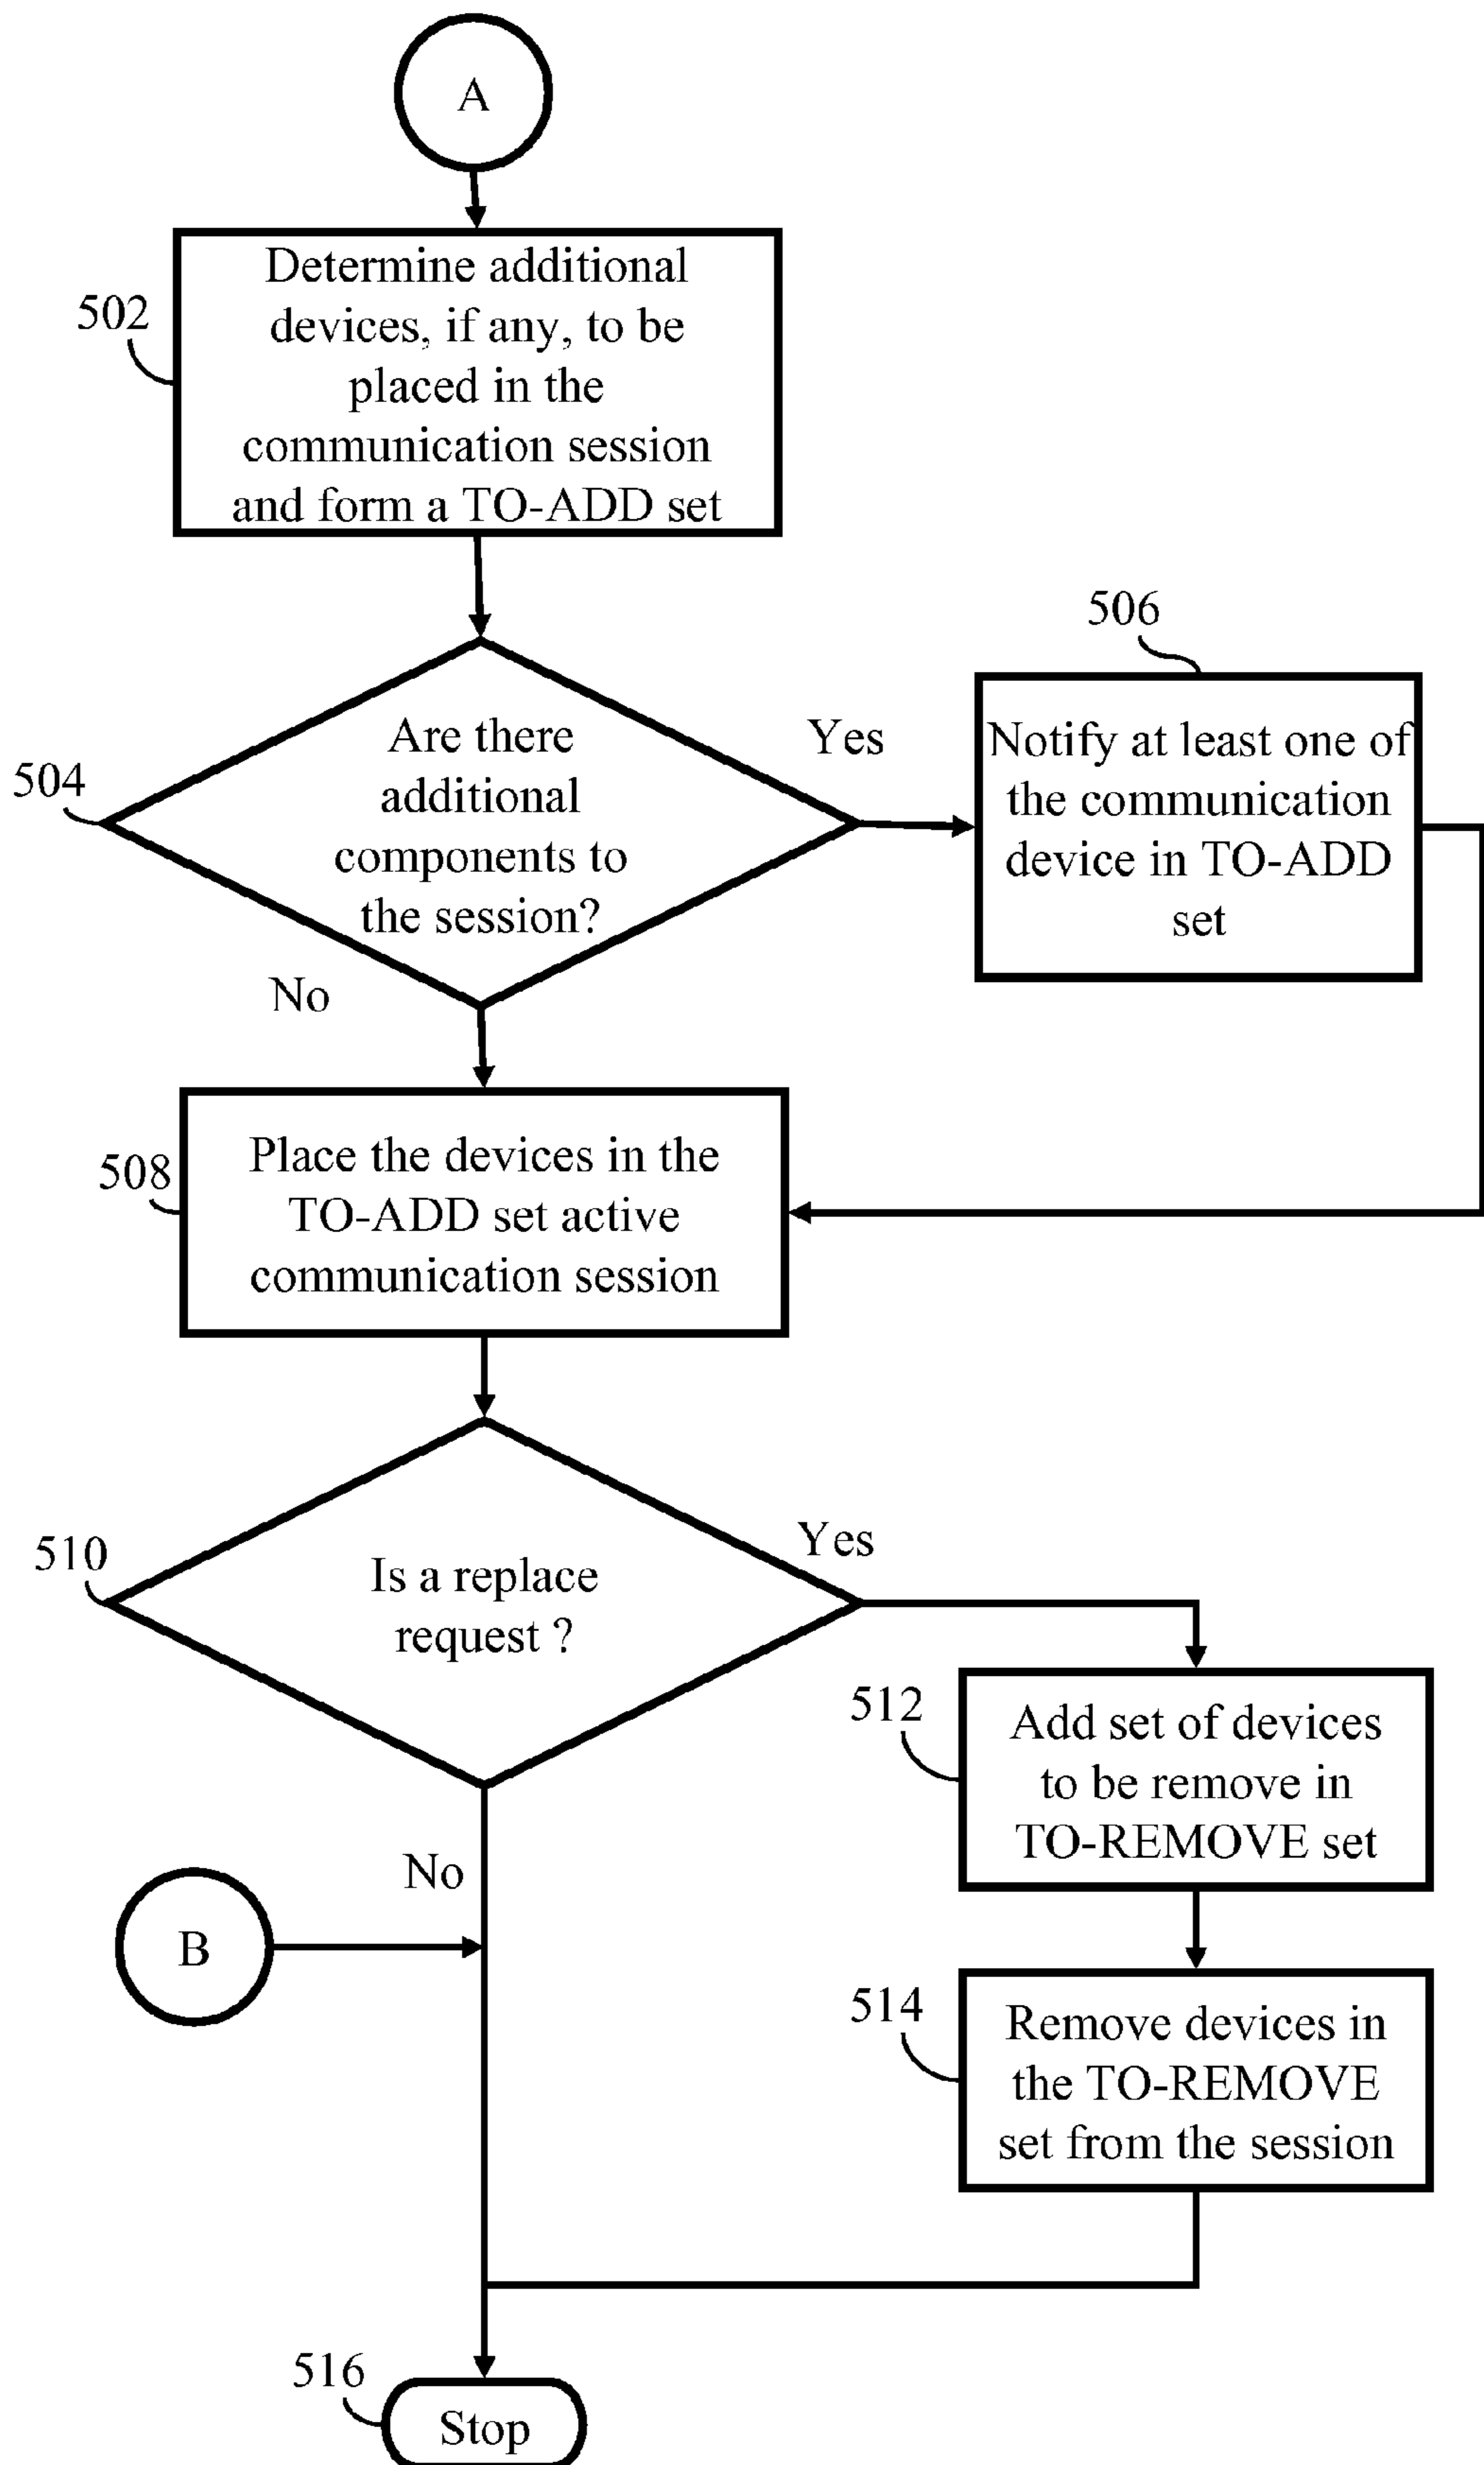 A
502
Determine additional
devices, if any, to be
placed in the
communication session
and form a TO-ADD set
504
Are there
additional
components to
the session?
Yes
No
506
Notify at least one of
the communication
device in TO-ADD
set
508
Place the devices in the
TO-ADD set active
communication session
510
Is a replace
request ?
Yes
No
512
Add set of devices
to be remove in
TO-REMOVE set
B
514
Remove devices in
the TO-REMOVE
set from the session
516
Stop